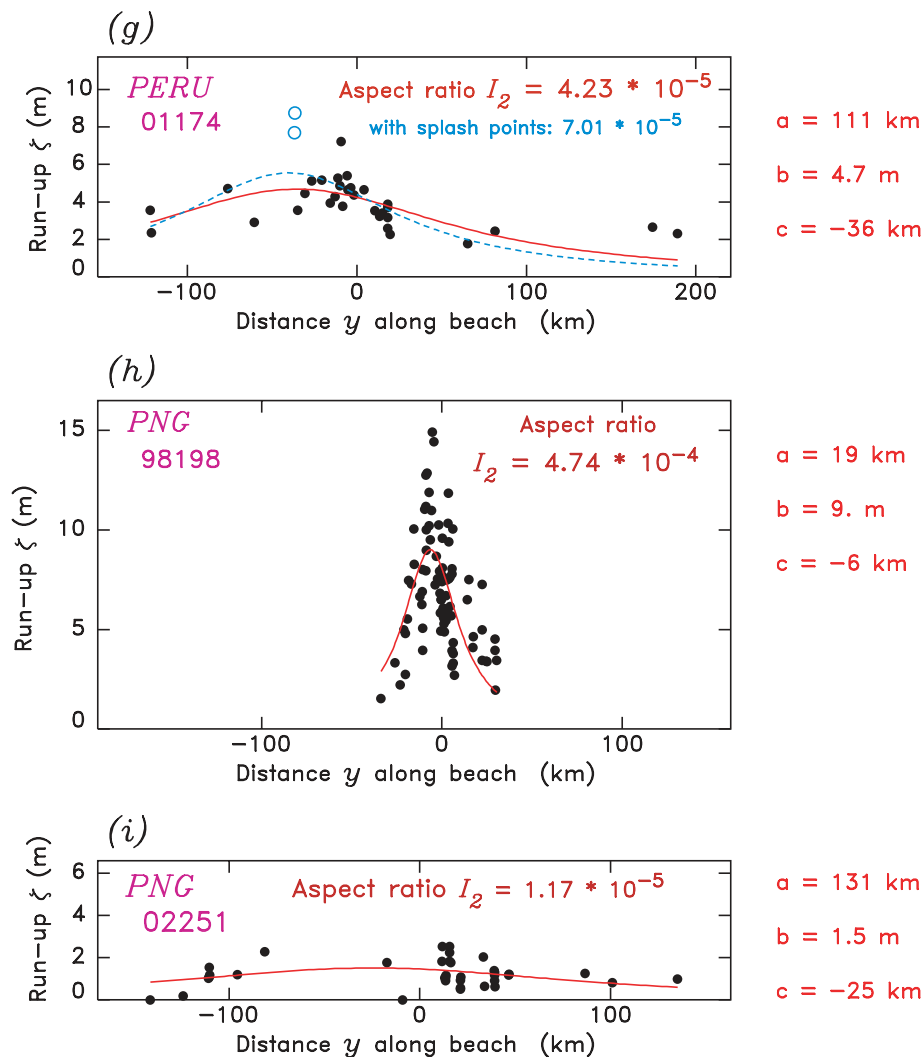 (g)
PERU
01174
Aspect ratio I₂ = 4.23 * 10⁻⁵
with splash points: 7.01 * 10⁻⁵
a = 111 km
b = 4.7 m
c = −36 km
Run−up ζ (m)
10
8
6
4
2
0
−100 0 100 200
Distance y along beach (km)
(h)
PNG
98198
Aspect ratio
I₂ = 4.74 * 10⁻⁴
a = 19 km
b = 9. m
c = −6 km
Run−up ζ (m)
15
10
5
0
−100 0 100
Distance y along beach (km)
(i)
PNG
02251
Aspect ratio I₂ = 1.17 * 10⁻⁵
a = 131 km
b = 1.5 m
c = −25 km
Run−up ζ (m)
6
4
2
0
−100 0 100
Distance y along beach (km)